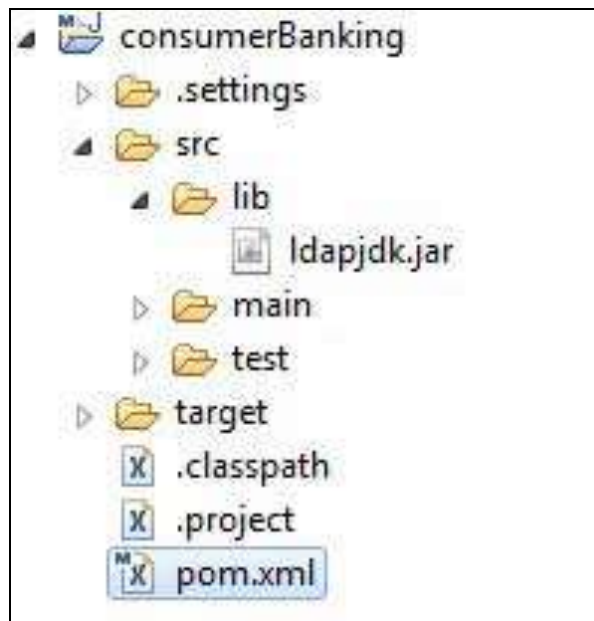 consumerBanking
.settings
src
lib
ldapjdk.jar
main
test
target
.classpath
.project
pom.xml